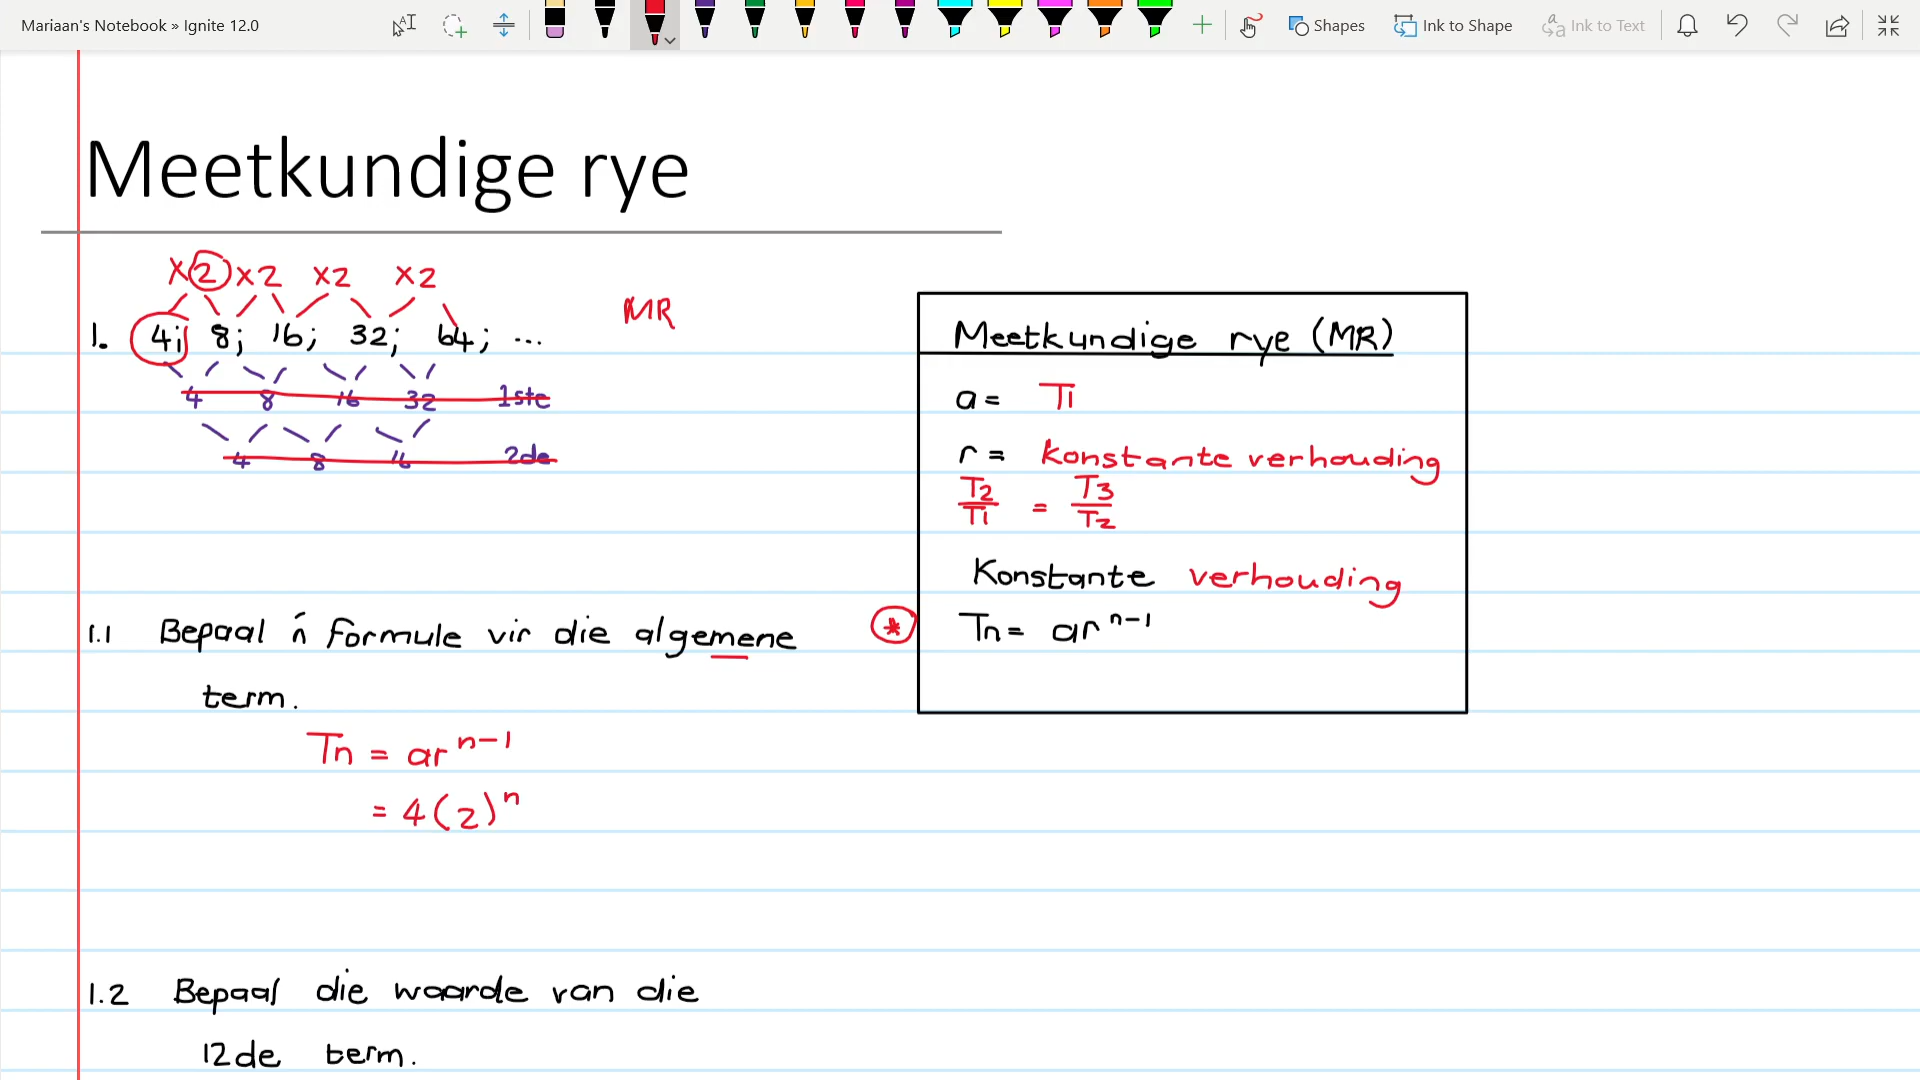 Mariaan's Notebook » Ignite 12.0
Shapes
Ink to Shape
Ink to Text
Meetkundige rye
x2 x2 x2 x2
1. 4; 8; 16; 32; 64; ...
MR
4 8 16 32 1ste
4 8 16 2de
1.1 Bepaal 'n formule vir die algemene
term.
Tn = ar^n-1
= 4(2)^n
1.2 Bepaal die waarde van die
12de term.
Meetkundige rye (MR)
a = T1
r = konstante verhouding
T2/T1 = T3/T2
Konstante verhouding
* Tn = ar^n-1